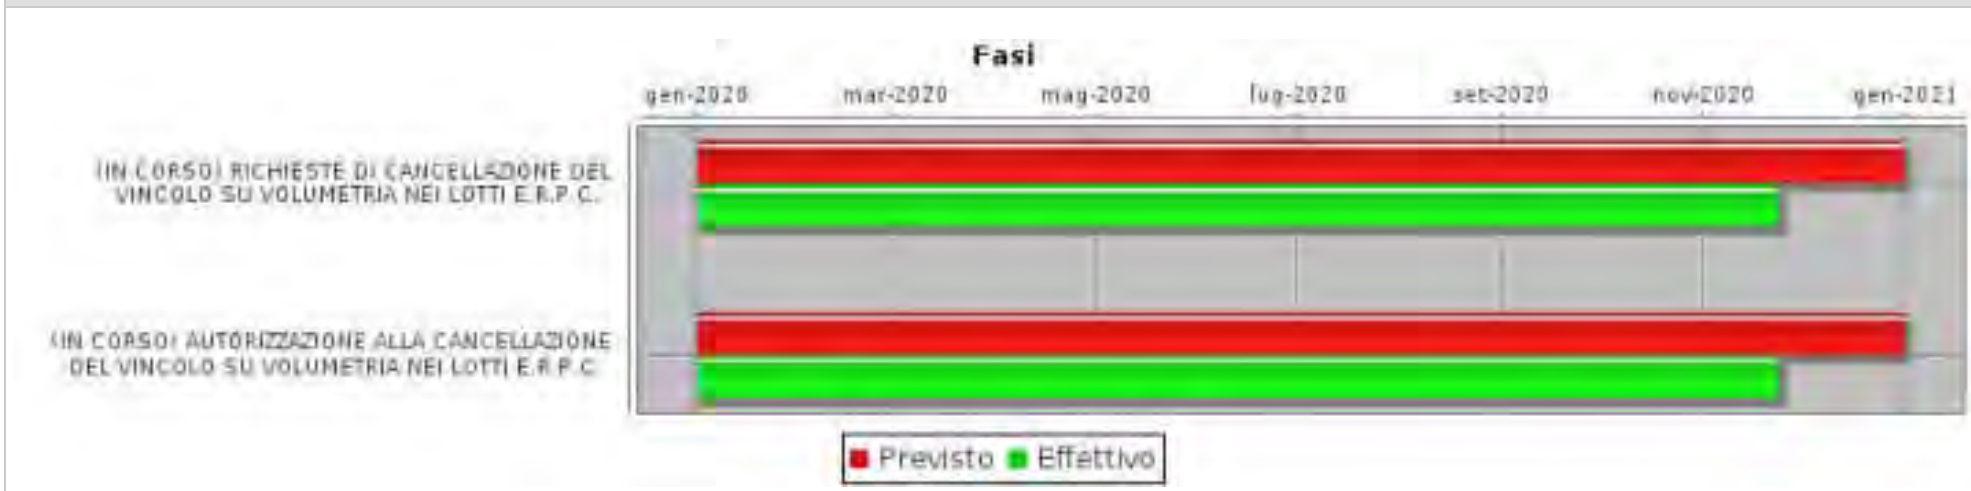 Fasi
gen-2020 mar-2020 mag-2020 lug-2020 set-2020 nov-2020 gen-2021
(IN CORSO) RICHIESTE DI CANCELLAZIONE DEL
VINCOLO SU VOLUMETRIA NEI LOTTI E.R.P.C.
(IN CORSO) AUTORIZZAZIONE ALLA CANCELLAZIONE
DEL VINCOLO SU VOLUMETRIA NEI LOTTI E.R.P.C.
Previsto Effettivo